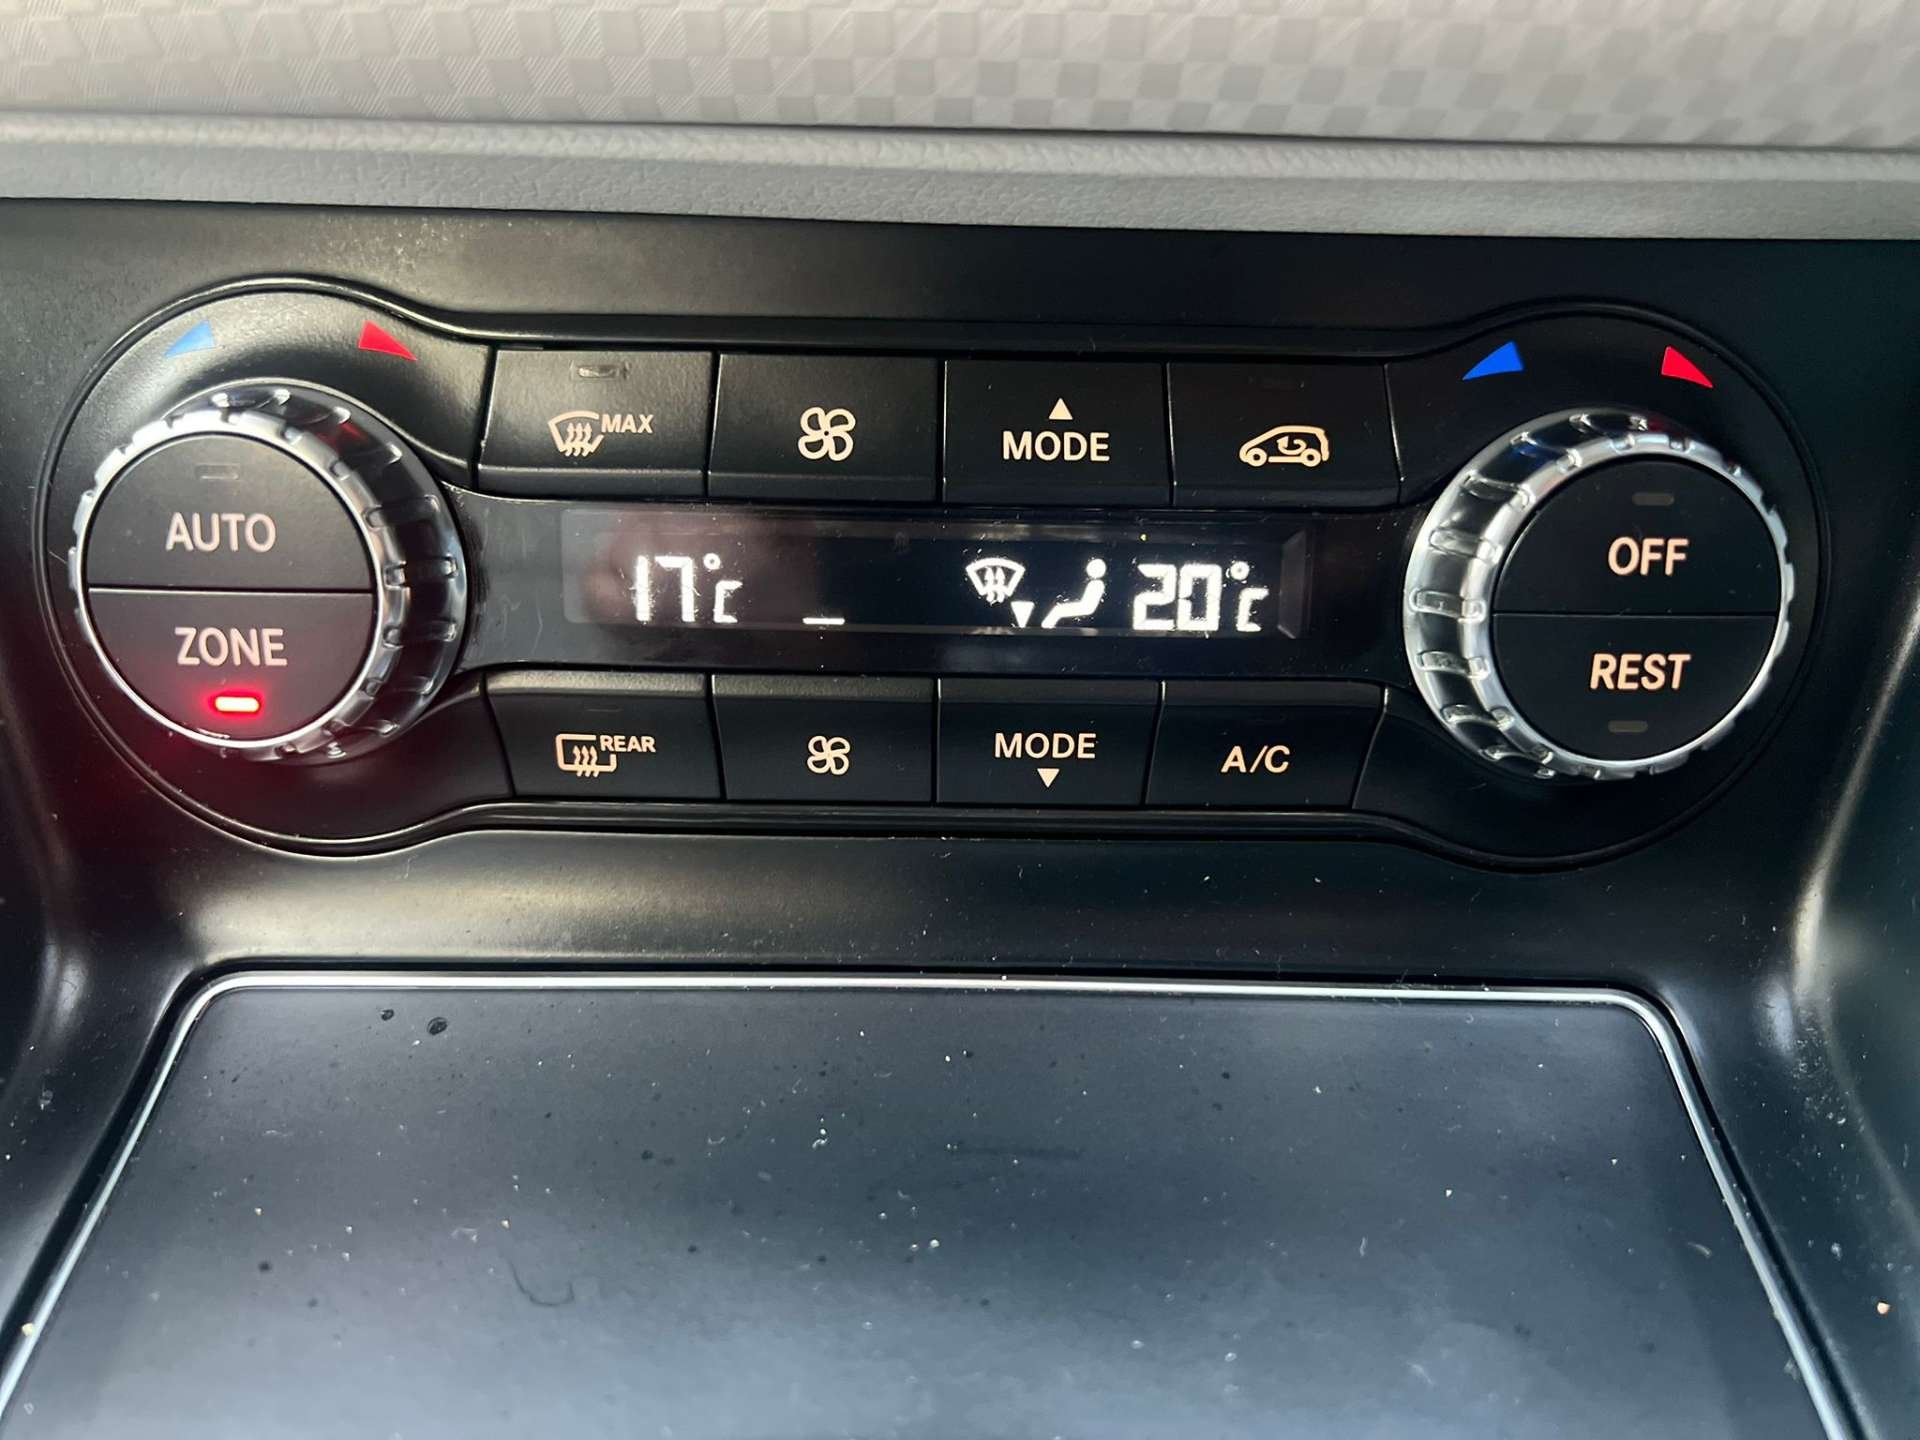 MAX
MODE
AUTO
OFF
17°C
20°C
ZONE
REST
REAR
MODE
A/C